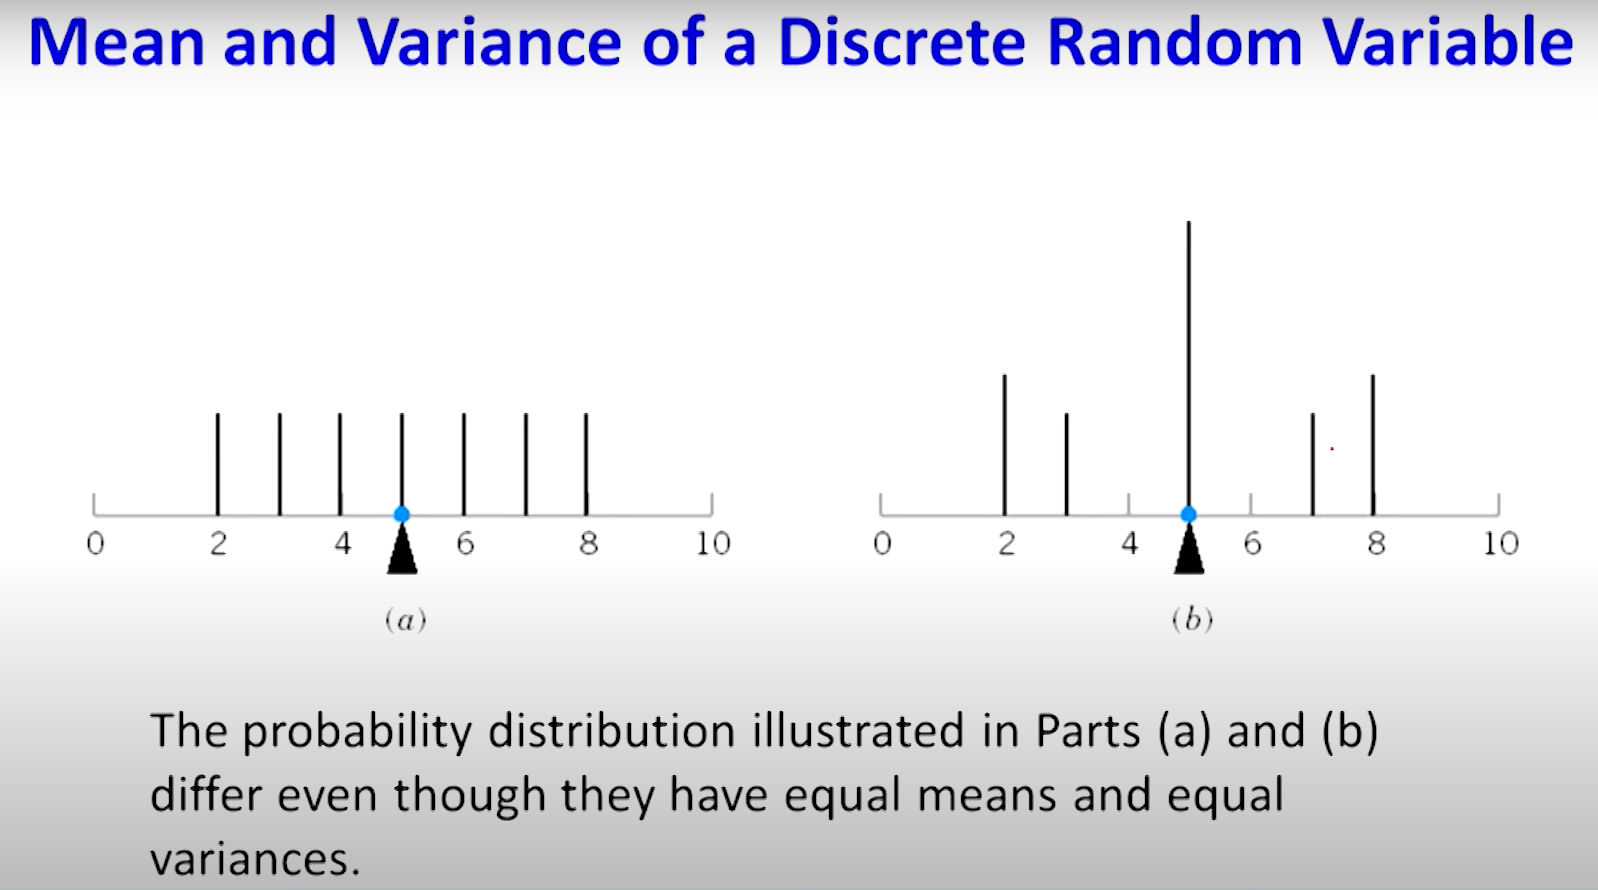 Mean and Variance of a Discrete Random Variable
0 2 4 6 8 10
(a)
0 2 4 6 8 10
(b)
The probability distribution illustrated in Parts (a) and (b)
differ even though they have equal means and equal
variances.